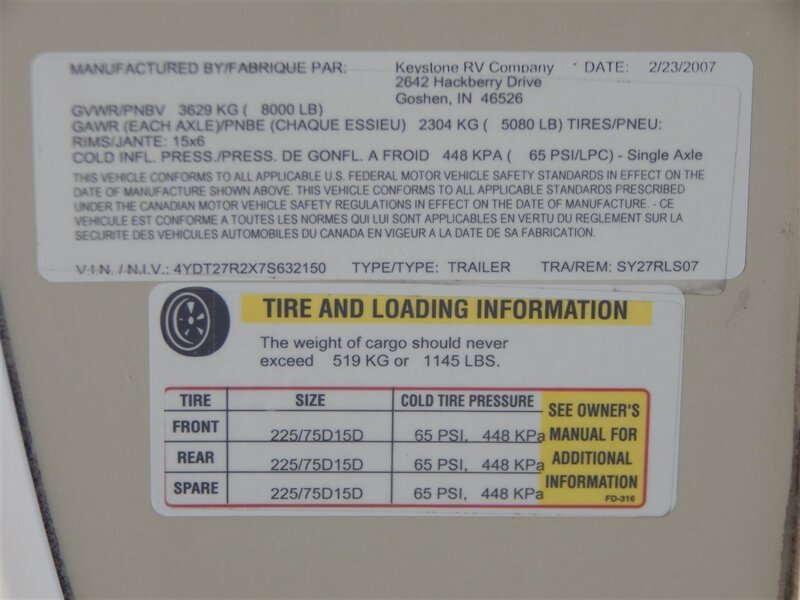 MANUFACTURED BY/FABRIQUE PAR: Keystone RV Company DATE: 2/23/2007
2642 Hackberry Drive
Goshen, IN 46526
GVWR/PNBV 3629 KG ( 8000 LB)
GAWR (EACH AXLE)/PNBE (CHAQUE ESSIEU) 2304 KG ( 5080 LB) TIRES/PNEU:
RIMS/JANTE: 15x6
COLD INFL. PRESS./PRESS. DE GONFL. A FROID 448 KPA ( 65 PSI/LPC) - Single Axle
THIS VEHICLE CONFORMS TO ALL APPLICABLE U.S. FEDERAL MOTOR VEHICLE SAFETY STANDARDS IN EFFECT ON THE
DATE OF MANUFACTURE SHOWN ABOVE. THIS VEHICLE CONFORMS TO ALL APPLICABLE STANDARDS PRESCRIBED
UNDER THE CANADIAN MOTOR VEHICLE SAFETY REGULATIONS IN EFFECT ON THE DATE OF MANUFACTURE. - CE
VEHICULE EST CONFORME A TOUTES LES NORMES QUI LUI SONT APPLICABLES EN VERTU DU REGLEMENT SUR LA
SECURITE DES VEHICULES AUTOMOBILES DU CANADA EN VIGEUR A LA DATE DE SA FABRICATION.
V.I.N. / N.I.V.: 4YDT27R2X7S632150 TYPE/TYPE: TRAILER TRA/REM: SY27RLS07
TIRE AND LOADING INFORMATION
The weight of cargo should never
exceed 519 KG or 1145 LBS.
TIRE SIZE COLD TIRE PRESSURE
FRONT 225/75D15D 65 PSI, 448 KPa
REAR 225/75D15D 65 PSI, 448 KPa
SPARE 225/75D15D 65 PSI, 448 KPa
SEE OWNER'S
MANUAL FOR
ADDITIONAL
INFORMATION
FD-316